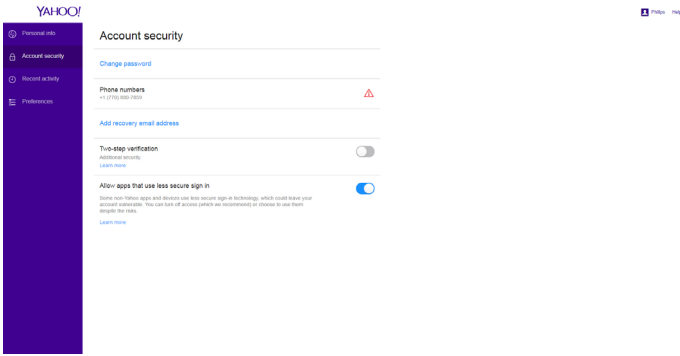 YAHOO!
Philips Help
Personal info
Account security
Recent activity
Preferences
Account security
Change password
Phone numbers
Add recovery email address
Two-step verification
Additional security.
Learn more
Allow apps that use less secure sign in
Some non-Yahoo apps and devices use less secure sign-in technology, which could leave your
account vulnerable. You can turn off access (which we recommend) or choose to use them
despite the risks.
Learn more